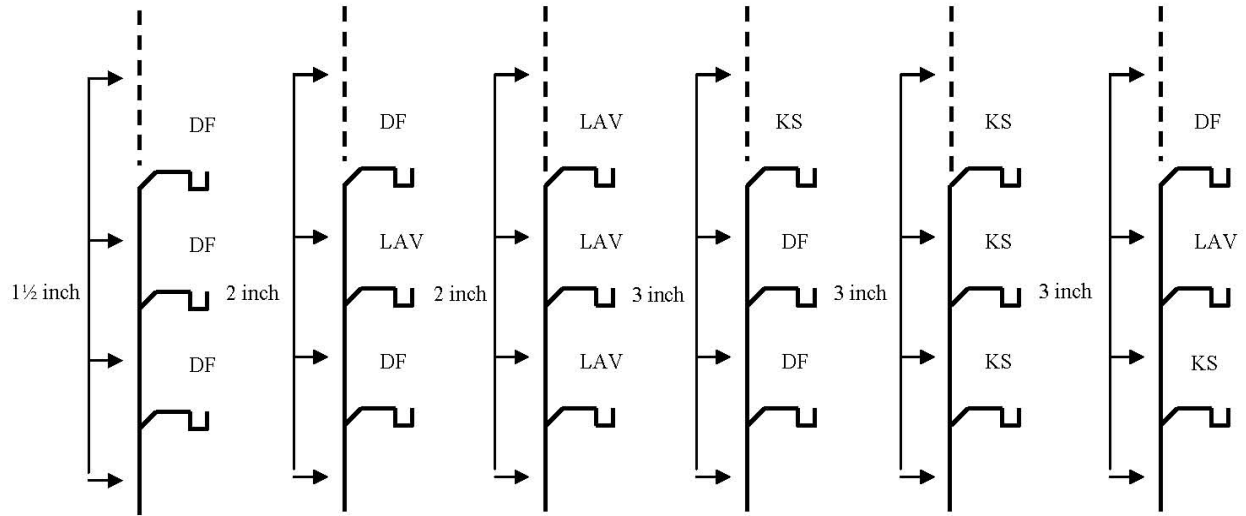 DF DF LAV KS KS DF
DF LAV LAV DF KS LAV
1½ inch 2 inch 2 inch 3 inch 3 inch 3 inch
DF DF LAV DF KS KS